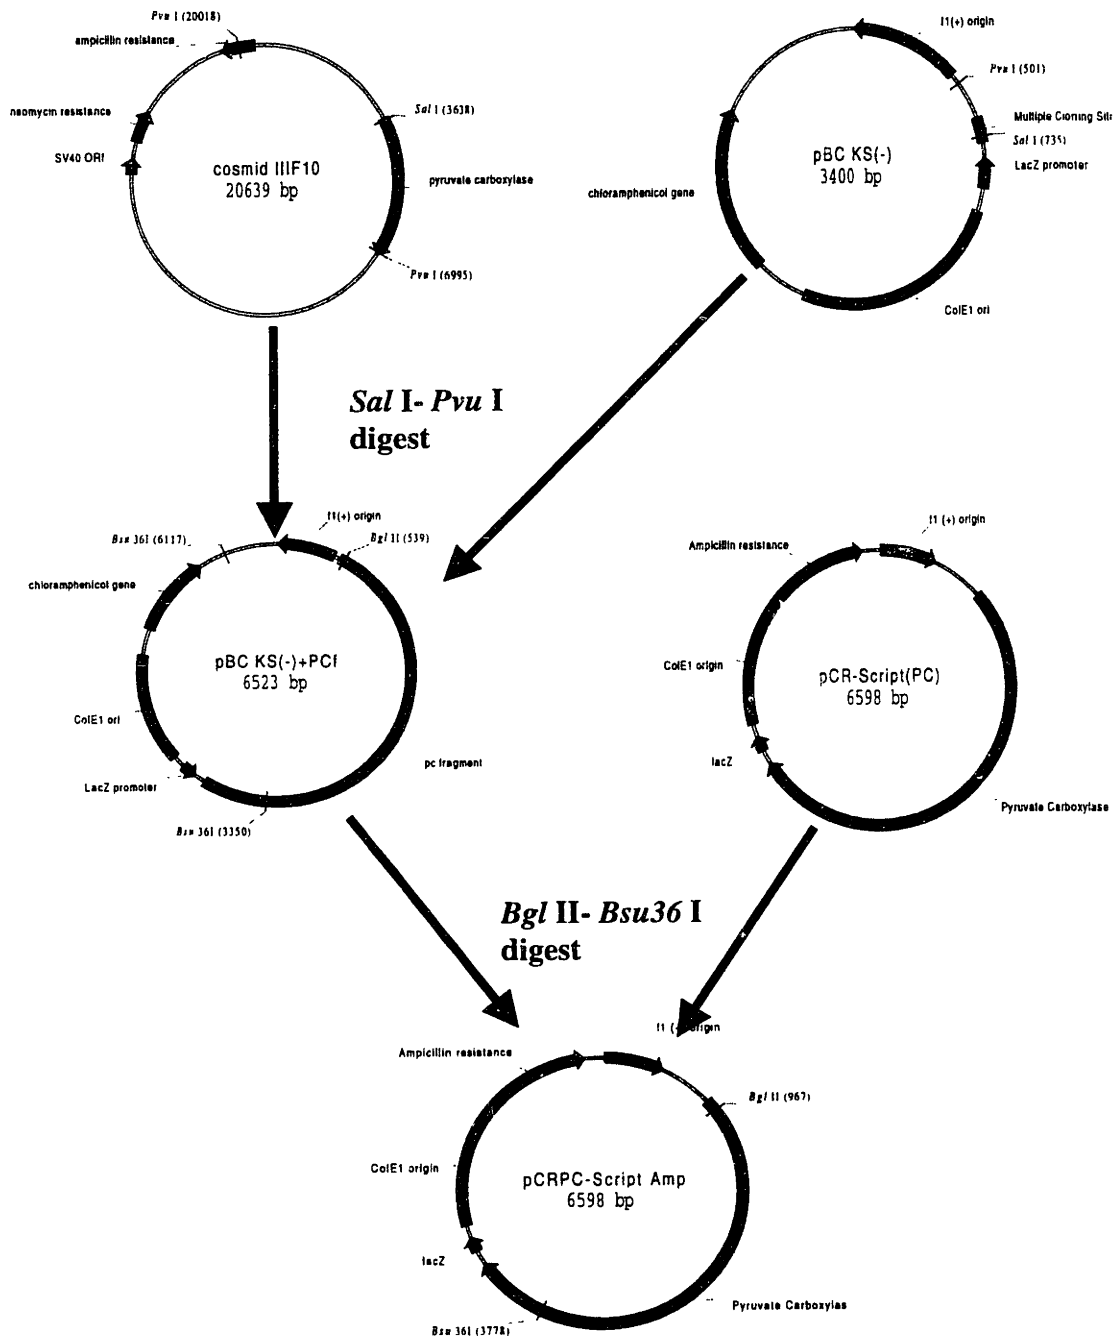 Pvu I (20018)
ampicillin resistance
neomycin resistance
SV40 ORI
Sal I (3638)
cosmid IIIF10
20639 bp
pyruvate carboxylase
Pvu I (6995)
f1(+) origin
Pvu I (501)
Multiple Cloning Sit
Sal I (735)
LacZ promoter
pBC KS(-)
3400 bp
chloramphenicol gene
ColE1 ori
Sal I- Pvu I
digest
Bsu 36I (6117)
f1(+) origin
Bgl II (539)
chloramphenicol gene
pBC KS(-)+PCf
6523 bp
ColE1 ori
pc fragment
LacZ promoter
Bsu 36I (3350)
f1 (+) origin
Ampicillin resistance
ColE1 origin
pCR-Script(PC)
6598 bp
lacZ
Pyruvate Carboxylase
Bgl II- Bsu36 I
digest
f1 (+) origin
Ampicillin resistance
Bgl II (967)
ColE1 origin
pCRPC-Script Amp
6598 bp
lacZ
Pyruvate Carboxylas
Bsu 36I (3778)